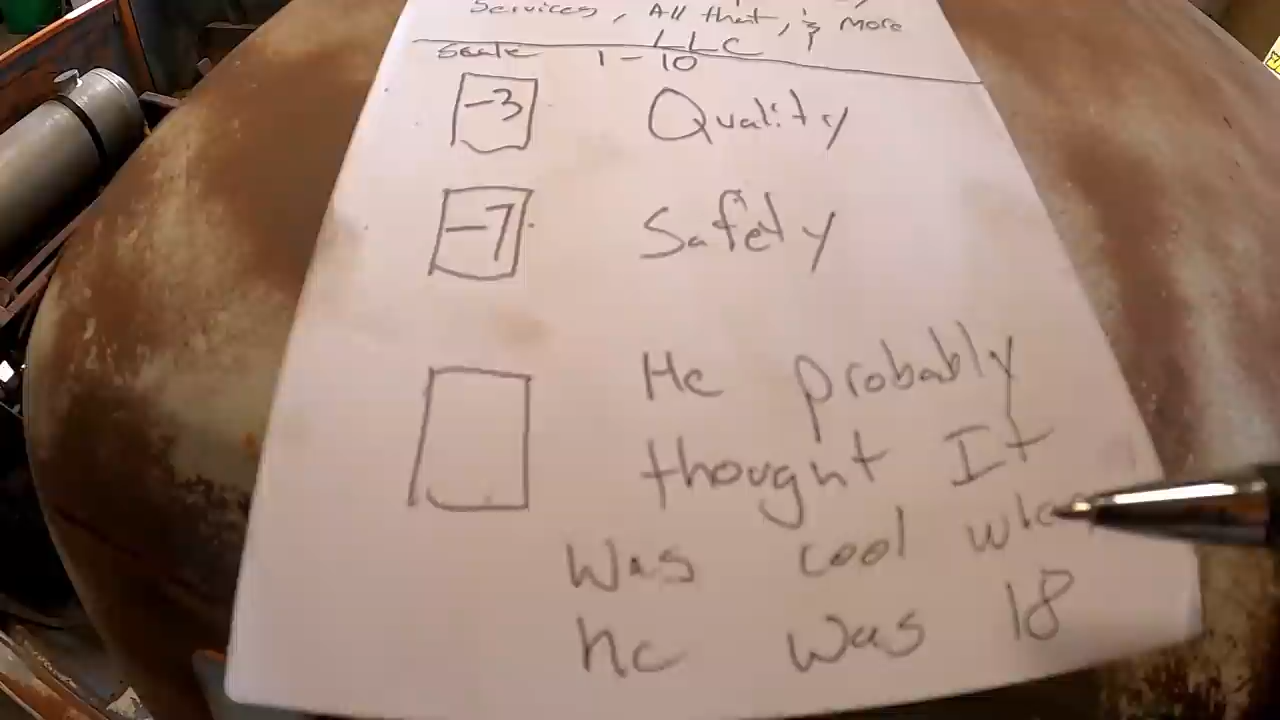 Services, All that, & More
LLC
Scale 1-10
-3 Quality
-7 Safety
He probably
thought It
was cool when
he was 18